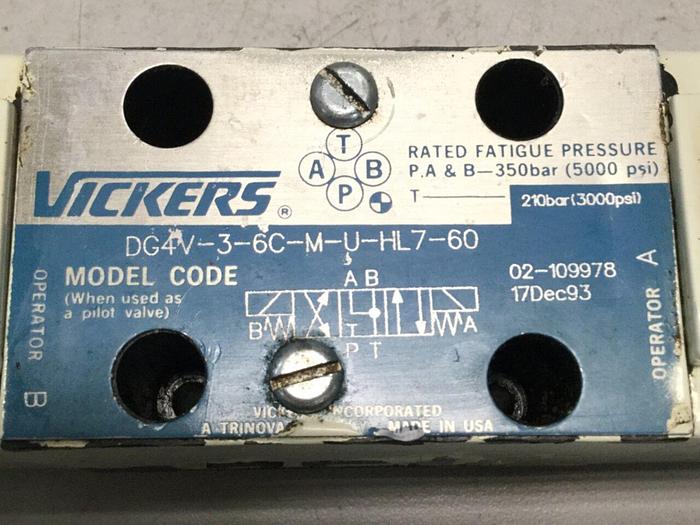 T
A B
P
RATED FATIGUE PRESSURE
P.A & B—350bar (5000 psi)
T— 210bar(3000psi)
VICKERS®
DG4V-3-6C-M-U-HL7-60
MODEL CODE
(When used as
a pilot valve)
OPERATOR B
A B
B T A
P T
02-109978
17Dec93
OPERATOR A
INCORPORATED
A TRINOVA MADE IN USA